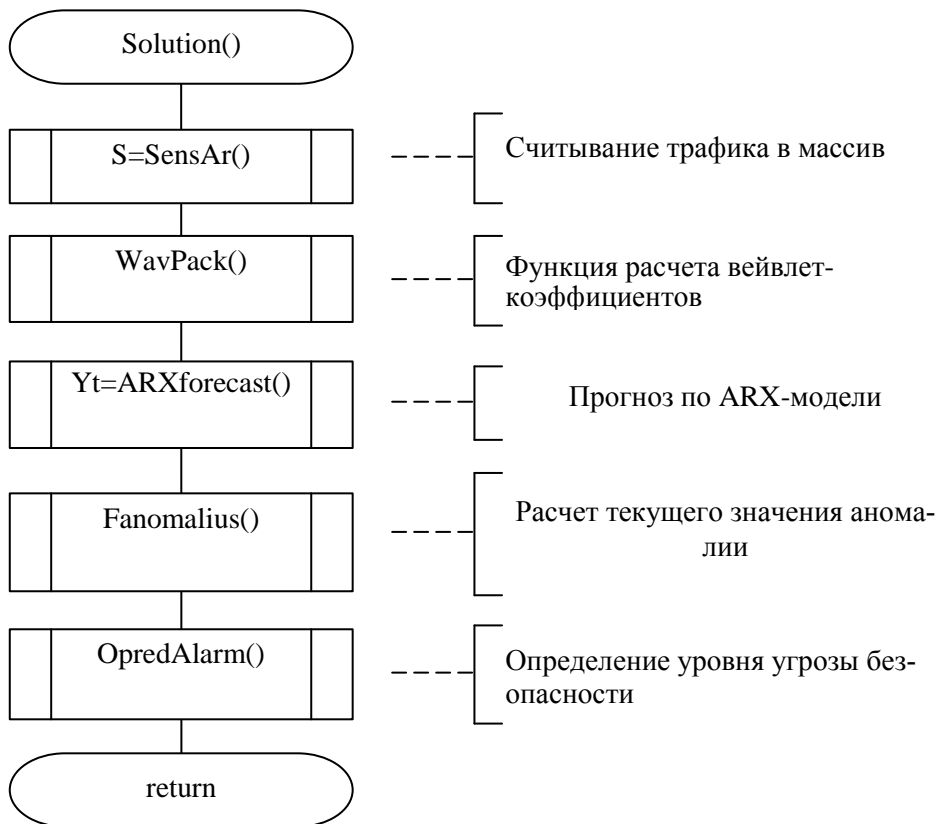 Solution()
S=SensAr()
Считывание трафика в массив
WavPack()
Функция расчета вейвлет-
коэффициентов
Yt=ARXforecast()
Прогноз по ARX-модели
Fanomalius()
Расчет текущего значения анома-
лии
OpredAlarm()
Определение уровня угрозы без-
опасности
return